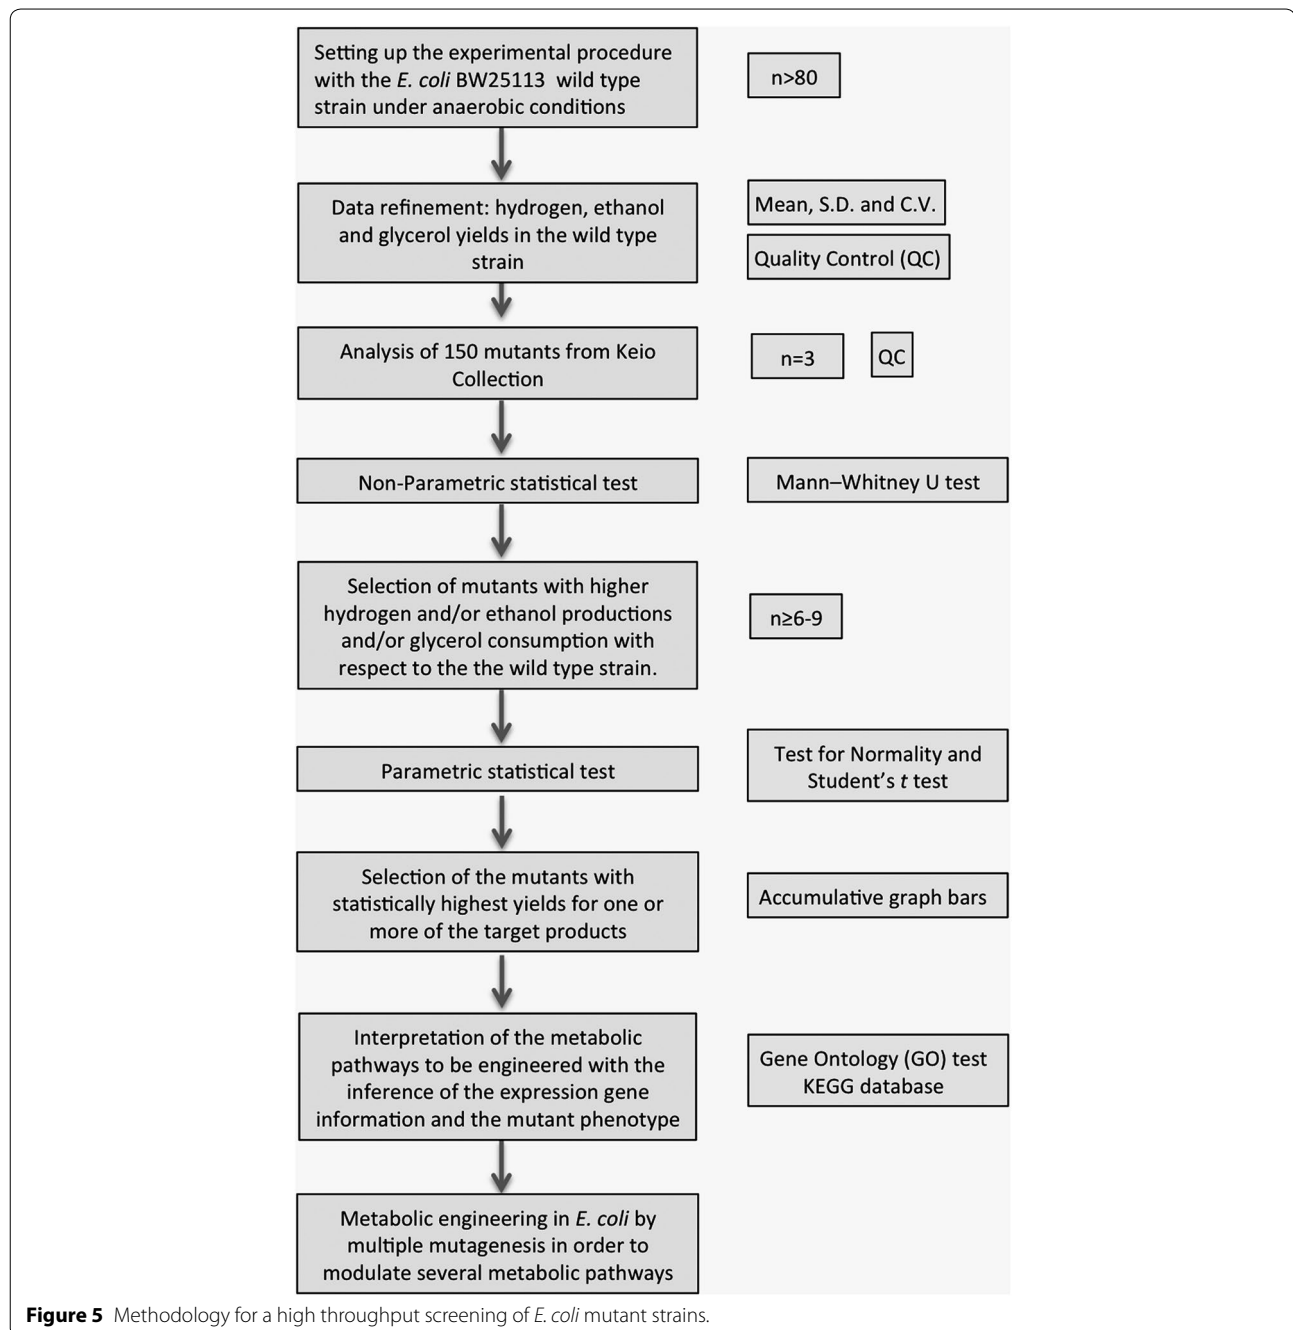 Setting up the experimental procedure
with the E. coli BW25113 wild type
strain under anaerobic conditions
n>80
Data refinement: hydrogen, ethanol
and glycerol yields in the wild type
strain
Mean, S.D. and C.V.
Quality Control (QC)
Analysis of 150 mutants from Keio
Collection
n=3
QC
Non-Parametric statistical test
Mann–Whitney U test
Selection of mutants with higher
hydrogen and/or ethanol productions
and/or glycerol consumption with
respect to the the wild type strain.
n≥6-9
Parametric statistical test
Test for Normality and
Student's t test
Selection of the mutants with
statistically highest yields for one or
more of the target products
Accumulative graph bars
Interpretation of the metabolic
pathways to be engineered with the
inference of the expression gene
information and the mutant phenotype
Gene Ontology (GO) test
KEGG database
Metabolic engineering in E. coli by
multiple mutagenesis in order to
modulate several metabolic pathways
Figure 5 Methodology for a high throughput screening of E. coli mutant strains.